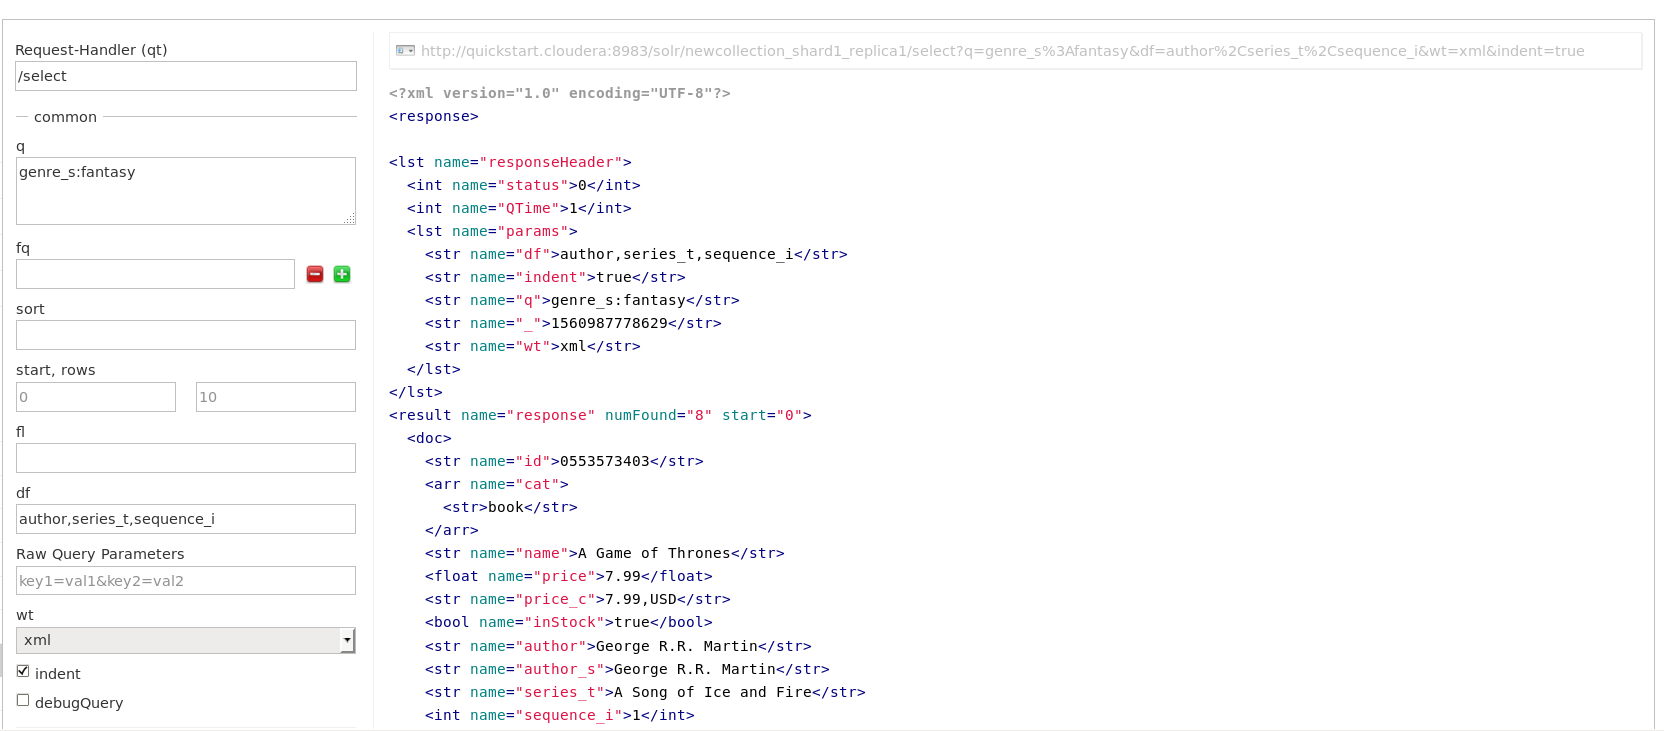 Request-Handler (qt)
/select
common
q
genre_s:fantasy
fq
sort
start, rows
0 10
fl
df
author,series_t,sequence_i
Raw Query Parameters
key1=val1&key2=val2
wt
xml
indent
debugQuery
http://quickstart.cloudera:8983/solr/newcollection_shard1_replica1/select?q=genre_s%3Afantasy&df=author%2Cseries_t%2Csequence_i&wt=xml&indent=true
<?xml version="1.0" encoding="UTF-8"?>
<response>
<lst name="responseHeader">
<int name="status">0</int>
<int name="QTime">1</int>
<lst name="params">
<str name="df">author,series_t,sequence_i</str>
<str name="indent">true</str>
<str name="q">genre_s:fantasy</str>
<str name="_">1560987778629</str>
<str name="wt">xml</str>
</lst>
</lst>
<result name="response" numFound="8" start="0">
<doc>
<str name="id">0553573403</str>
<arr name="cat">
<str>book</str>
</arr>
<str name="name">A Game of Thrones</str>
<float name="price">7.99</float>
<str name="price_c">7.99,USD</str>
<bool name="inStock">true</bool>
<str name="author">George R.R. Martin</str>
<str name="author_s">George R.R. Martin</str>
<str name="series_t">A Song of Ice and Fire</str>
<int name="sequence_i">1</int>